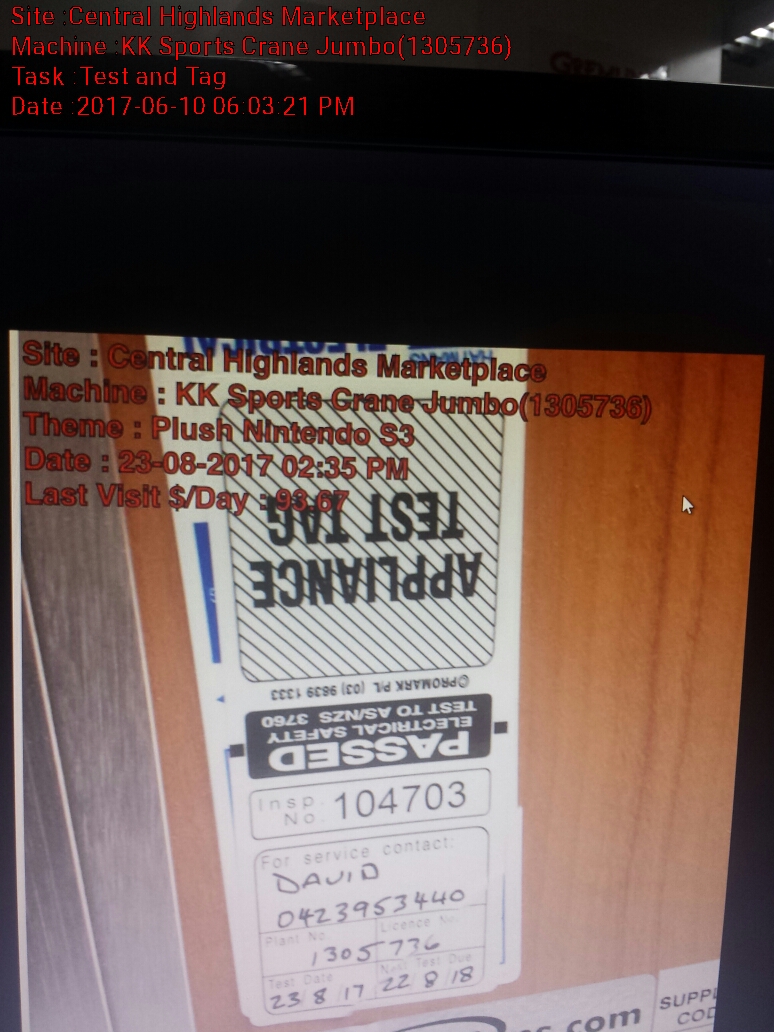 Site :Central Highlands Marketplace
Machine :KK Sports Crane Jumbo(1305736)
Task :Test and Tag
Date :2017-06-10 06:03:21 PM
ELECTRICAL
Site : Central Highlands Marketplace
Machine : KK Sports Crane Jumbo(1305736)
Theme : Plush Nintendo S3
Date : 23-08-2017 02:35 PM
Last Visit $/Day : 93.67
APPLIANCE
TEST TAG
©PROMARK P/L (03) 9839 1333
PASSED
ELECTRICAL SAFETY
TEST TO AS/NZS 3760
Insp. No. 104703
For service contact:
DAVID
0423953440
Plant No. Licence No.
1305736
Test Date Next Test Due
23 8 17 22 8 18
.com